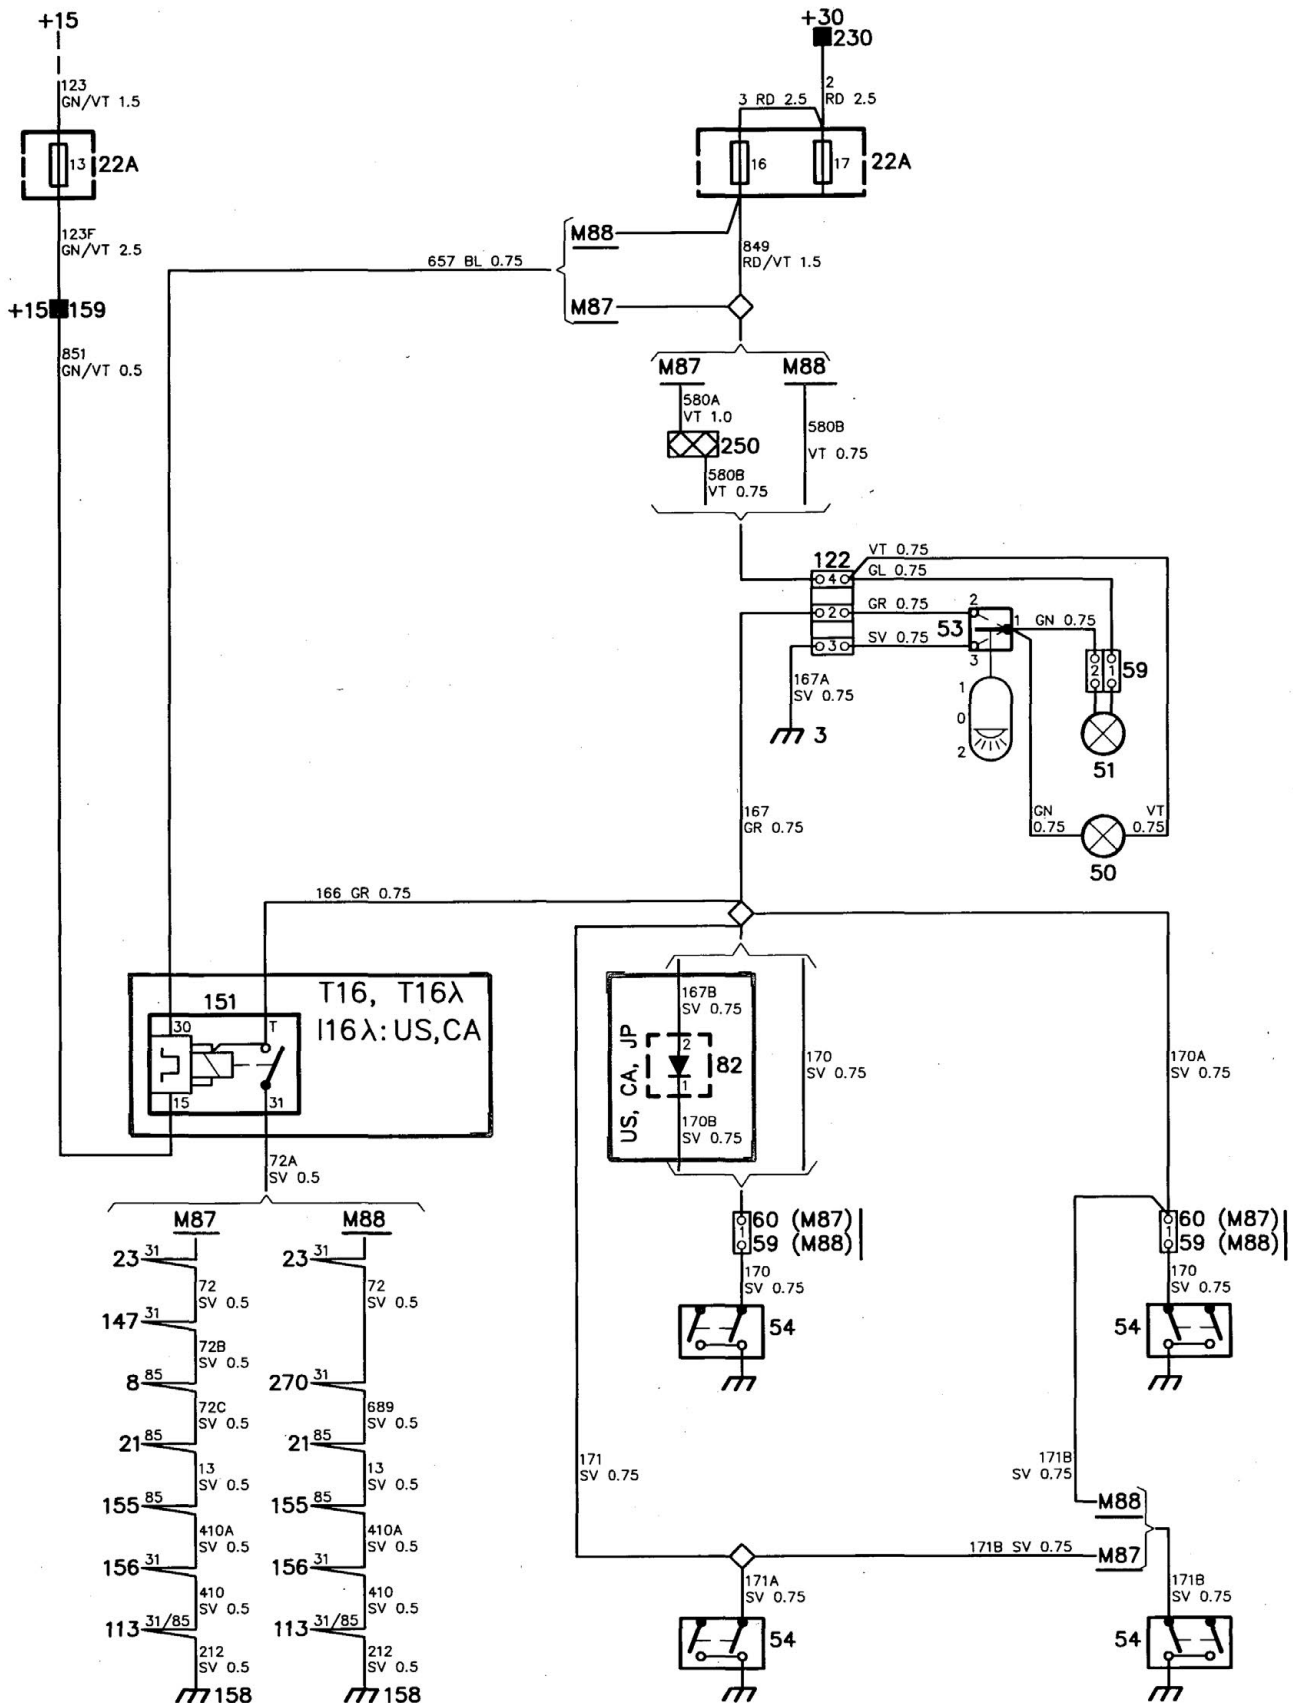 +15
+30
230
123
GN/VT 1.5
3 RD 2.5
2
RD 2.5
13
22A
16
17
22A
123F
GN/VT 2.5
M88
849
RD/VT 1.5
657 BL 0.75
+15
159
M87
851
GN/VT 0.5
M87
M88
580A
VT 1.0
250
580B
VT 0.75
580B
VT 0.75
122
VT 0.75
GL 0.75
4
2
GR 0.75
2
53
1
GN 0.75
3
SV 0.75
3
2
1
59
167A
SV 0.75
1
0
2
3
51
167
GR 0.75
GN
0.75
VT
0.75
50
166 GR 0.75
T16, T16λ
I16λ: US,CA
151
30
T
15
31
US, CA, JP
167B
SV 0.75
2
82
1
170B
SV 0.75
170
SV 0.75
170A
SV 0.75
72A
SV 0.5
M87
M88
60 (M87)
1
59 (M88)
60 (M87)
1
59 (M88)
23
31
23
31
72
SV 0.5
72
SV 0.5
170
SV 0.75
170
SV 0.75
147
31
54
54
72B
SV 0.5
8
85
270
31
72C
SV 0.5
689
SV 0.5
21
85
21
85
13
SV 0.5
13
SV 0.5
171
SV 0.75
171B
SV 0.75
155
85
155
85
M88
410A
SV 0.5
410A
SV 0.5
171B SV 0.75
M87
156
31
156
31
410
SV 0.5
410
SV 0.5
171A
SV 0.75
171B
SV 0.75
113
31/85
113
31/85
54
54
212
SV 0.5
212
SV 0.5
158
158